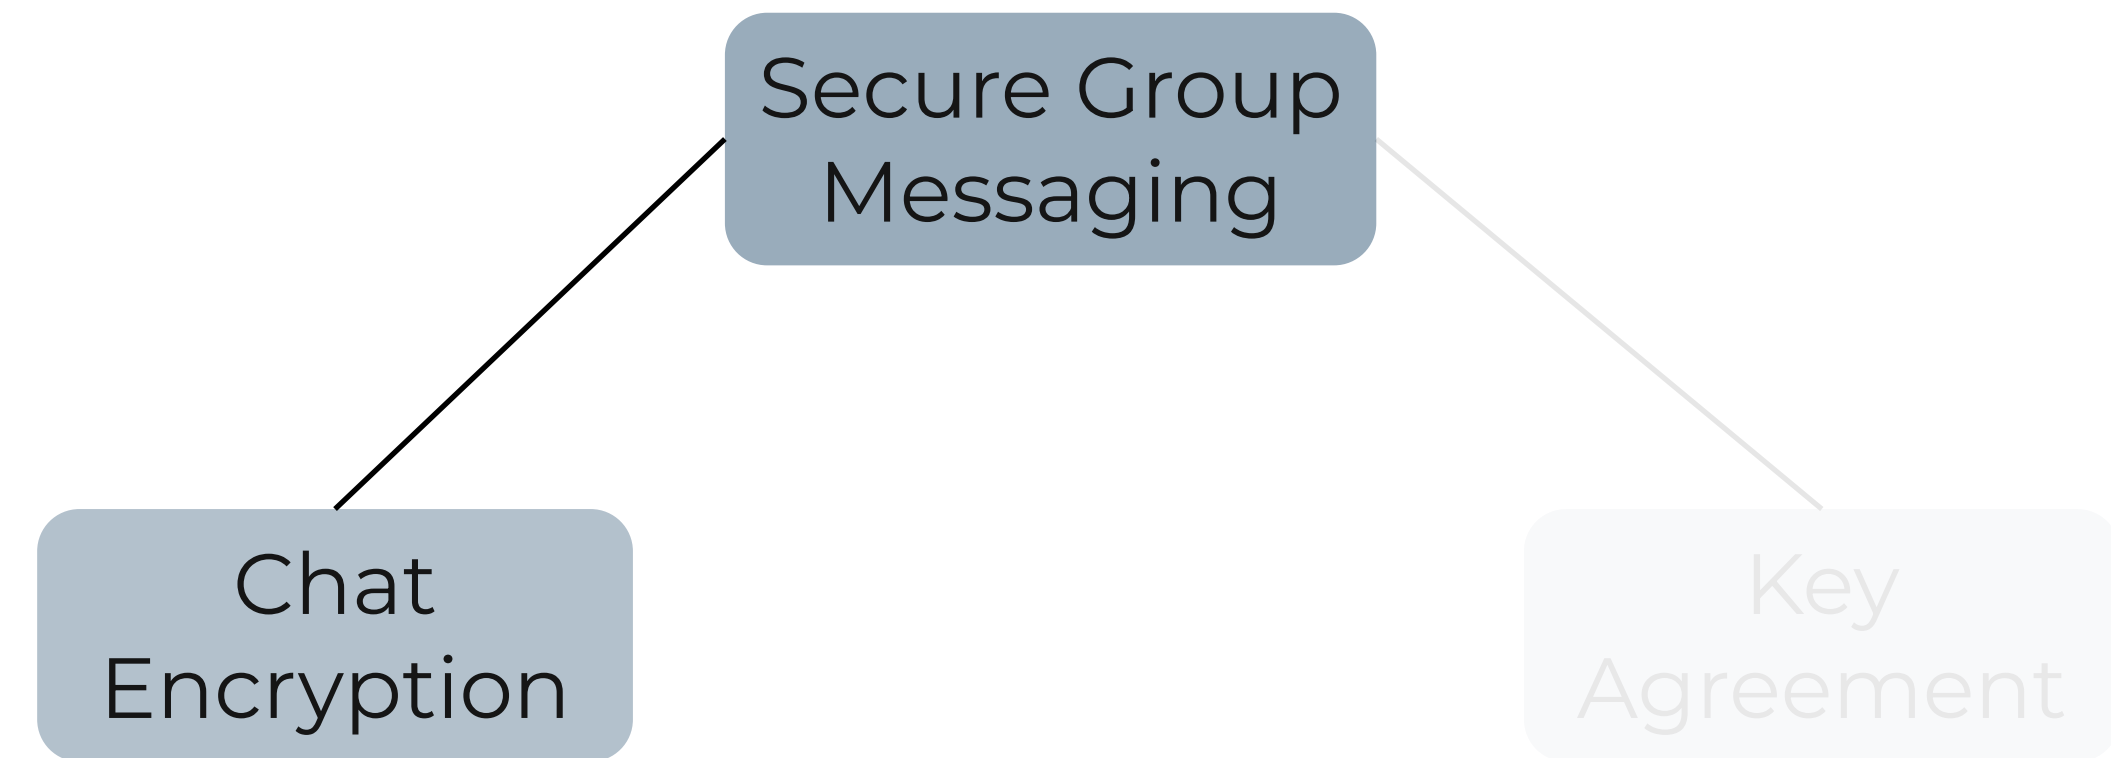 Secure Group
Messaging
Chat
Encryption
Key
Agreement